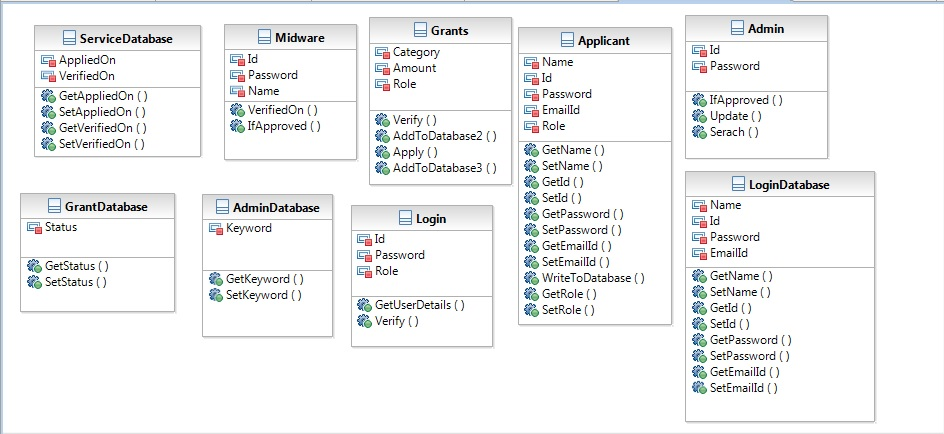 ServiceDatabase
AppliedOn
VerifiedOn
GetAppliedOn ( )
SetAppliedOn ( )
GetVerifiedOn ( )
SetVerifiedOn ( )
Midware
Id
Password
Name
VerifiedOn ( )
IfApproved ( )
Grants
Category
Amount
Role
Verify ( )
AddToDatabase2 ( )
Apply ( )
AddToDatabase3 ( )
Applicant
Name
Id
Password
EmailId
Role
GetName ( )
SetName ( )
GetId ( )
SetId ( )
GetPassword ( )
SetPassword ( )
GetEmailId ( )
SetEmailId ( )
WriteToDatabase ( )
GetRole ( )
SetRole ( )
Admin
Id
Password
IfApproved ( )
Update ( )
Serach ( )
GrantDatabase
Status
GetStatus ( )
SetStatus ( )
AdminDatabase
Keyword
GetKeyword ( )
SetKeyword ( )
Login
Id
Password
Role
GetUserDetails ( )
Verify ( )
LoginDatabase
Name
Id
Password
EmailId
GetName ( )
SetName ( )
GetId ( )
SetId ( )
GetPassword ( )
SetPassword ( )
GetEmailId ( )
SetEmailId ( )